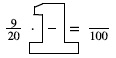 9/20 · 1 — = —/100